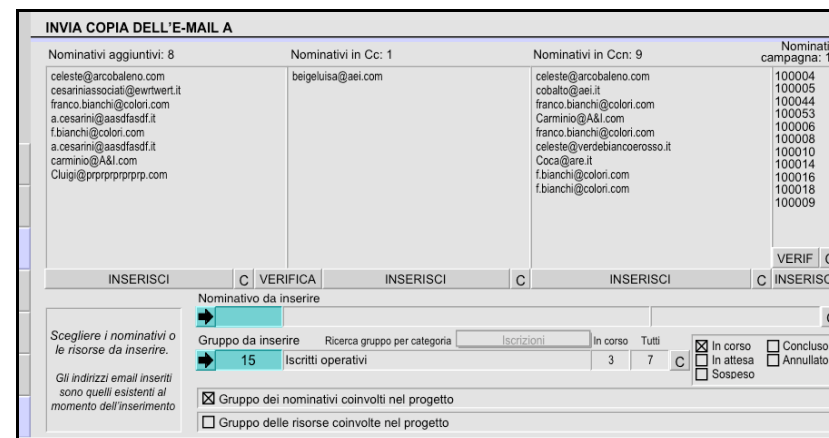 INVIA COPIA DELL'E-MAIL A
Nominativi aggiuntivi: 8
Nominativi in Cc: 1
Nominativi in Ccn: 9
Nominati
campagna: 1
celeste@arcobaleno.com
cesariniassociati@ewrtwert.it
franco.bianchi@colori.com
a.cesarini@aasdfasdf.it
f.bianchi@colori.com
a.cesarini@aasdfasdf.it
carminio@A&I.com
Cluigi@prprprprprprp.com
beigeluisa@aei.com
celeste@arcobaleno.com
cobalto@aei.it
franco.bianchi@colori.com
Carminio@A&I.com
franco.bianchi@colori.com
celeste@verdebiancoerosso.it
Coca@are.it
f.bianchi@colori.com
f.bianchi@colori.com
100004
100005
100044
100053
100006
100008
100010
100014
100016
100018
100009
VERIF C
INSERISCI C VERIFICA INSERISCI C INSERISCI C INSERISC
Nominativo da inserire
Scegliere i nominativi o
le risorse da inserire.
Gli indirizzi email inseriti
sono quelli esistenti al
momento dell'inserimento
Gruppo da inserire Ricerca gruppo per categoria Iscrizioni In corso Tutti
15 Iscritti operativi 3 7 C
In corso Concluso
In attesa Annullato
Sospeso
Gruppo dei nominativi coinvolti nel progetto
Gruppo delle risorse coinvolte nel progetto